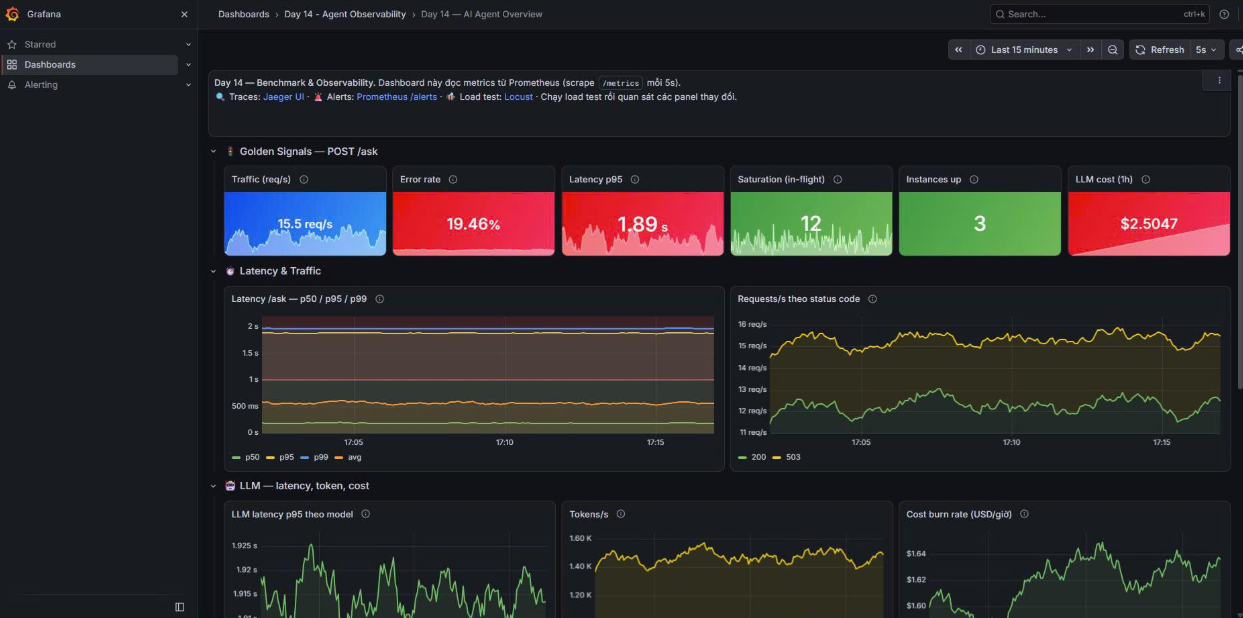 Grafana
Dashboards › Day 14 - Agent Observability › Day 14 — AI Agent Overview
Search...
ctrl+k
Starred
Dashboards
Alerting
Last 15 minutes
Refresh
5s
Day 14 — Benchmark & Observability. Dashboard này đọc metrics từ Prometheus (scrape /metrics mỗi 5s).
Traces: Jaeger UI · Alerts: Prometheus /alerts · Load test: Locust · Chạy load test rồi quan sát các panel thay đổi.
Golden Signals — POST /ask
Traffic (req/s)
Error rate
Latency p95
Saturation (in-flight)
Instances up
LLM cost (1h)
15.5 req/s
19.46%
1.89 s
12
3
$2.5047
Latency & Traffic
Latency /ask — p50 / p95 / p99
2 s
1.5 s
1 s
500 ms
0 s
17:05
17:10
17:15
p50
p95
p99
avg
Requests/s theo status code
16 req/s
15 req/s
14 req/s
13 req/s
12 req/s
11 req/s
17:05
17:10
17:15
200
503
LLM — latency, token, cost
LLM latency p95 theo model
1.925 s
1.92 s
1.915 s
1.91 s
Tokens/s
1.60 K
1.40 K
1.20 K
Cost burn rate (USD/giờ)
$1.64
$1.62
$1.60